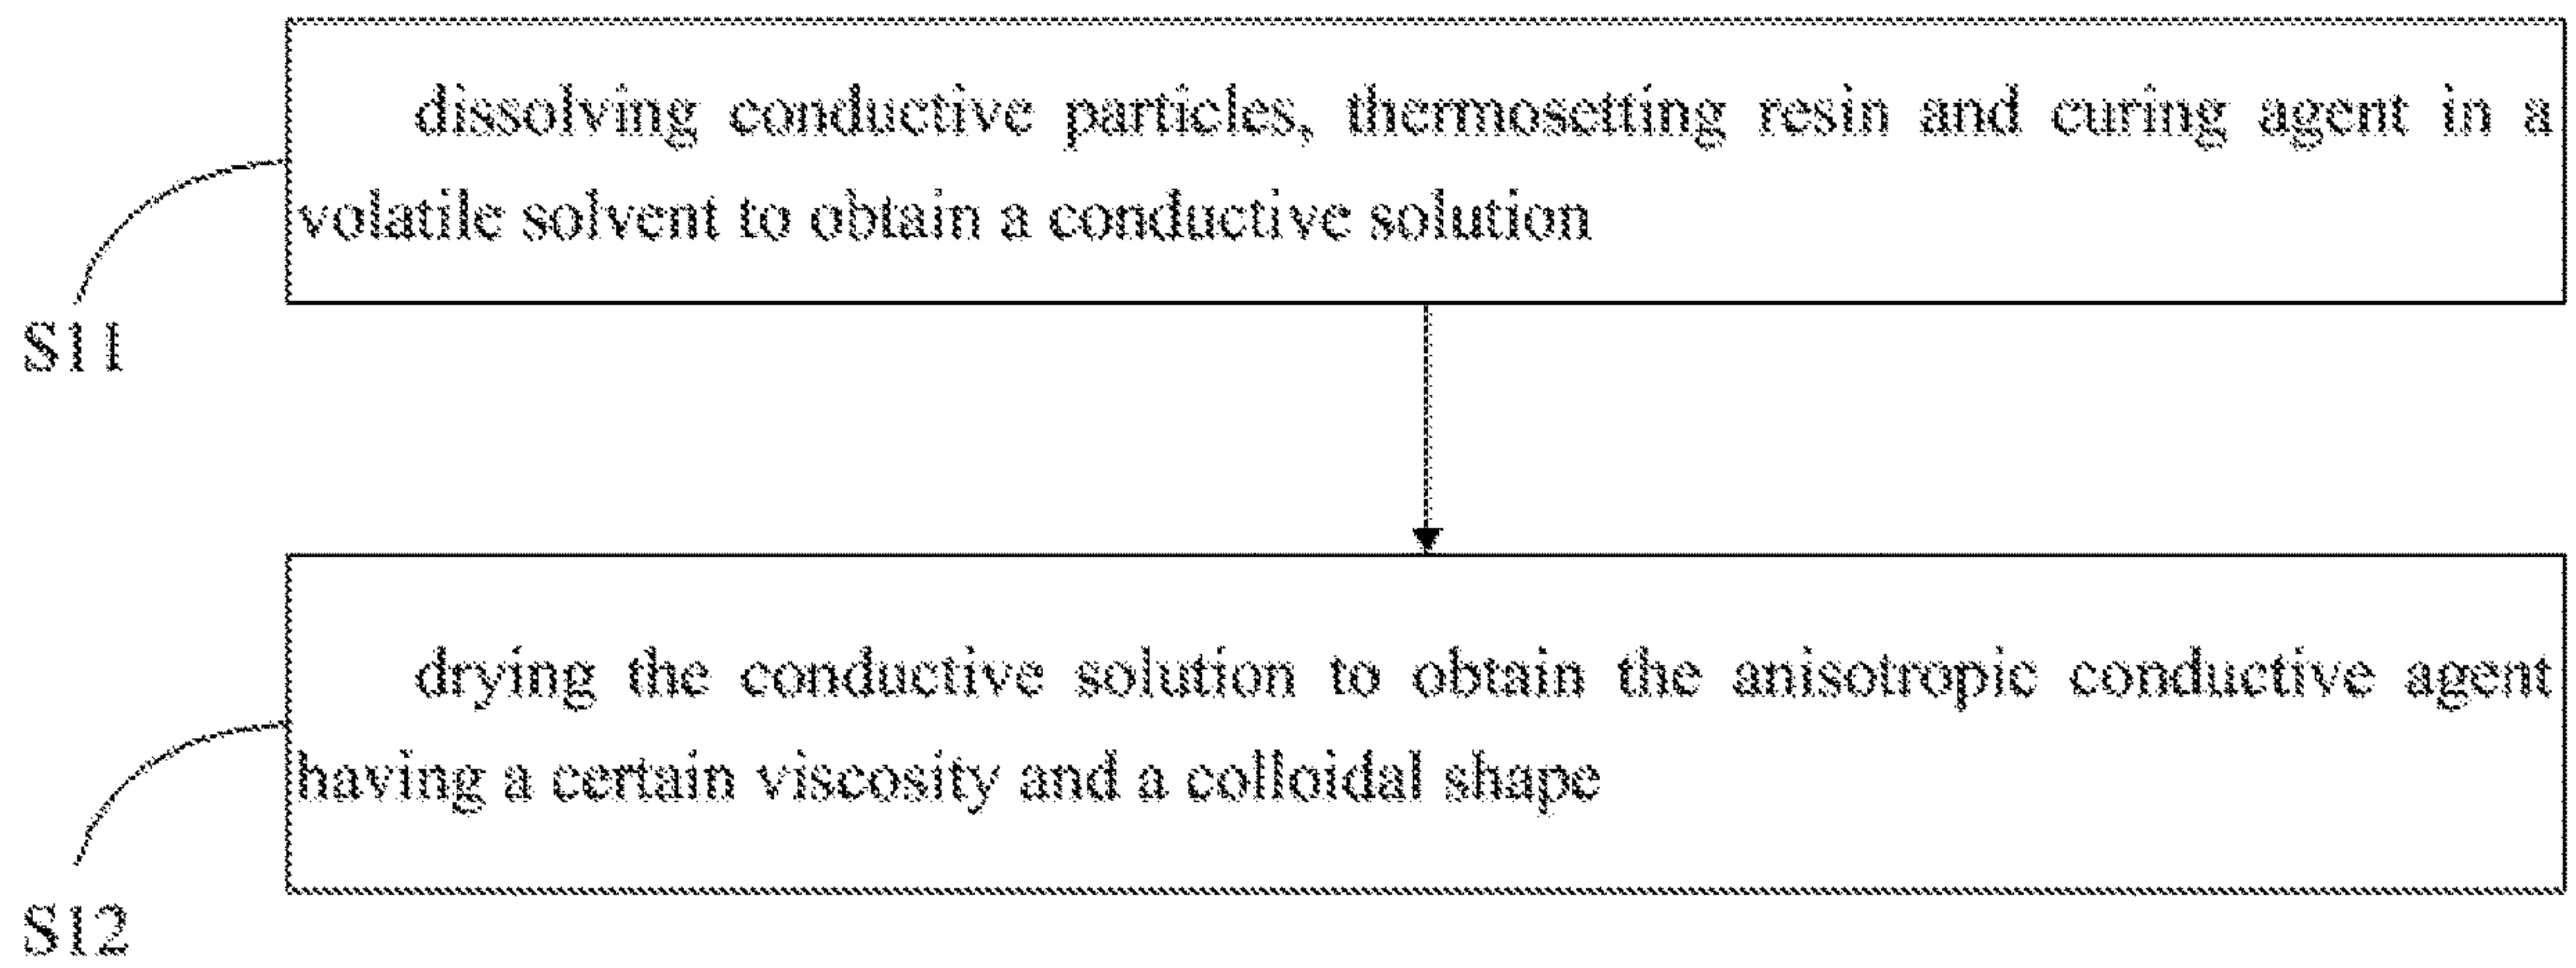 dissolving conductive particles, thermosetting resin and curing agent in a
volatile solvent to obtain a conductive solution
S11
drying the conductive solution to obtain the anisotropic conductive agent
having a certain viscosity and a colloidal shape
S12